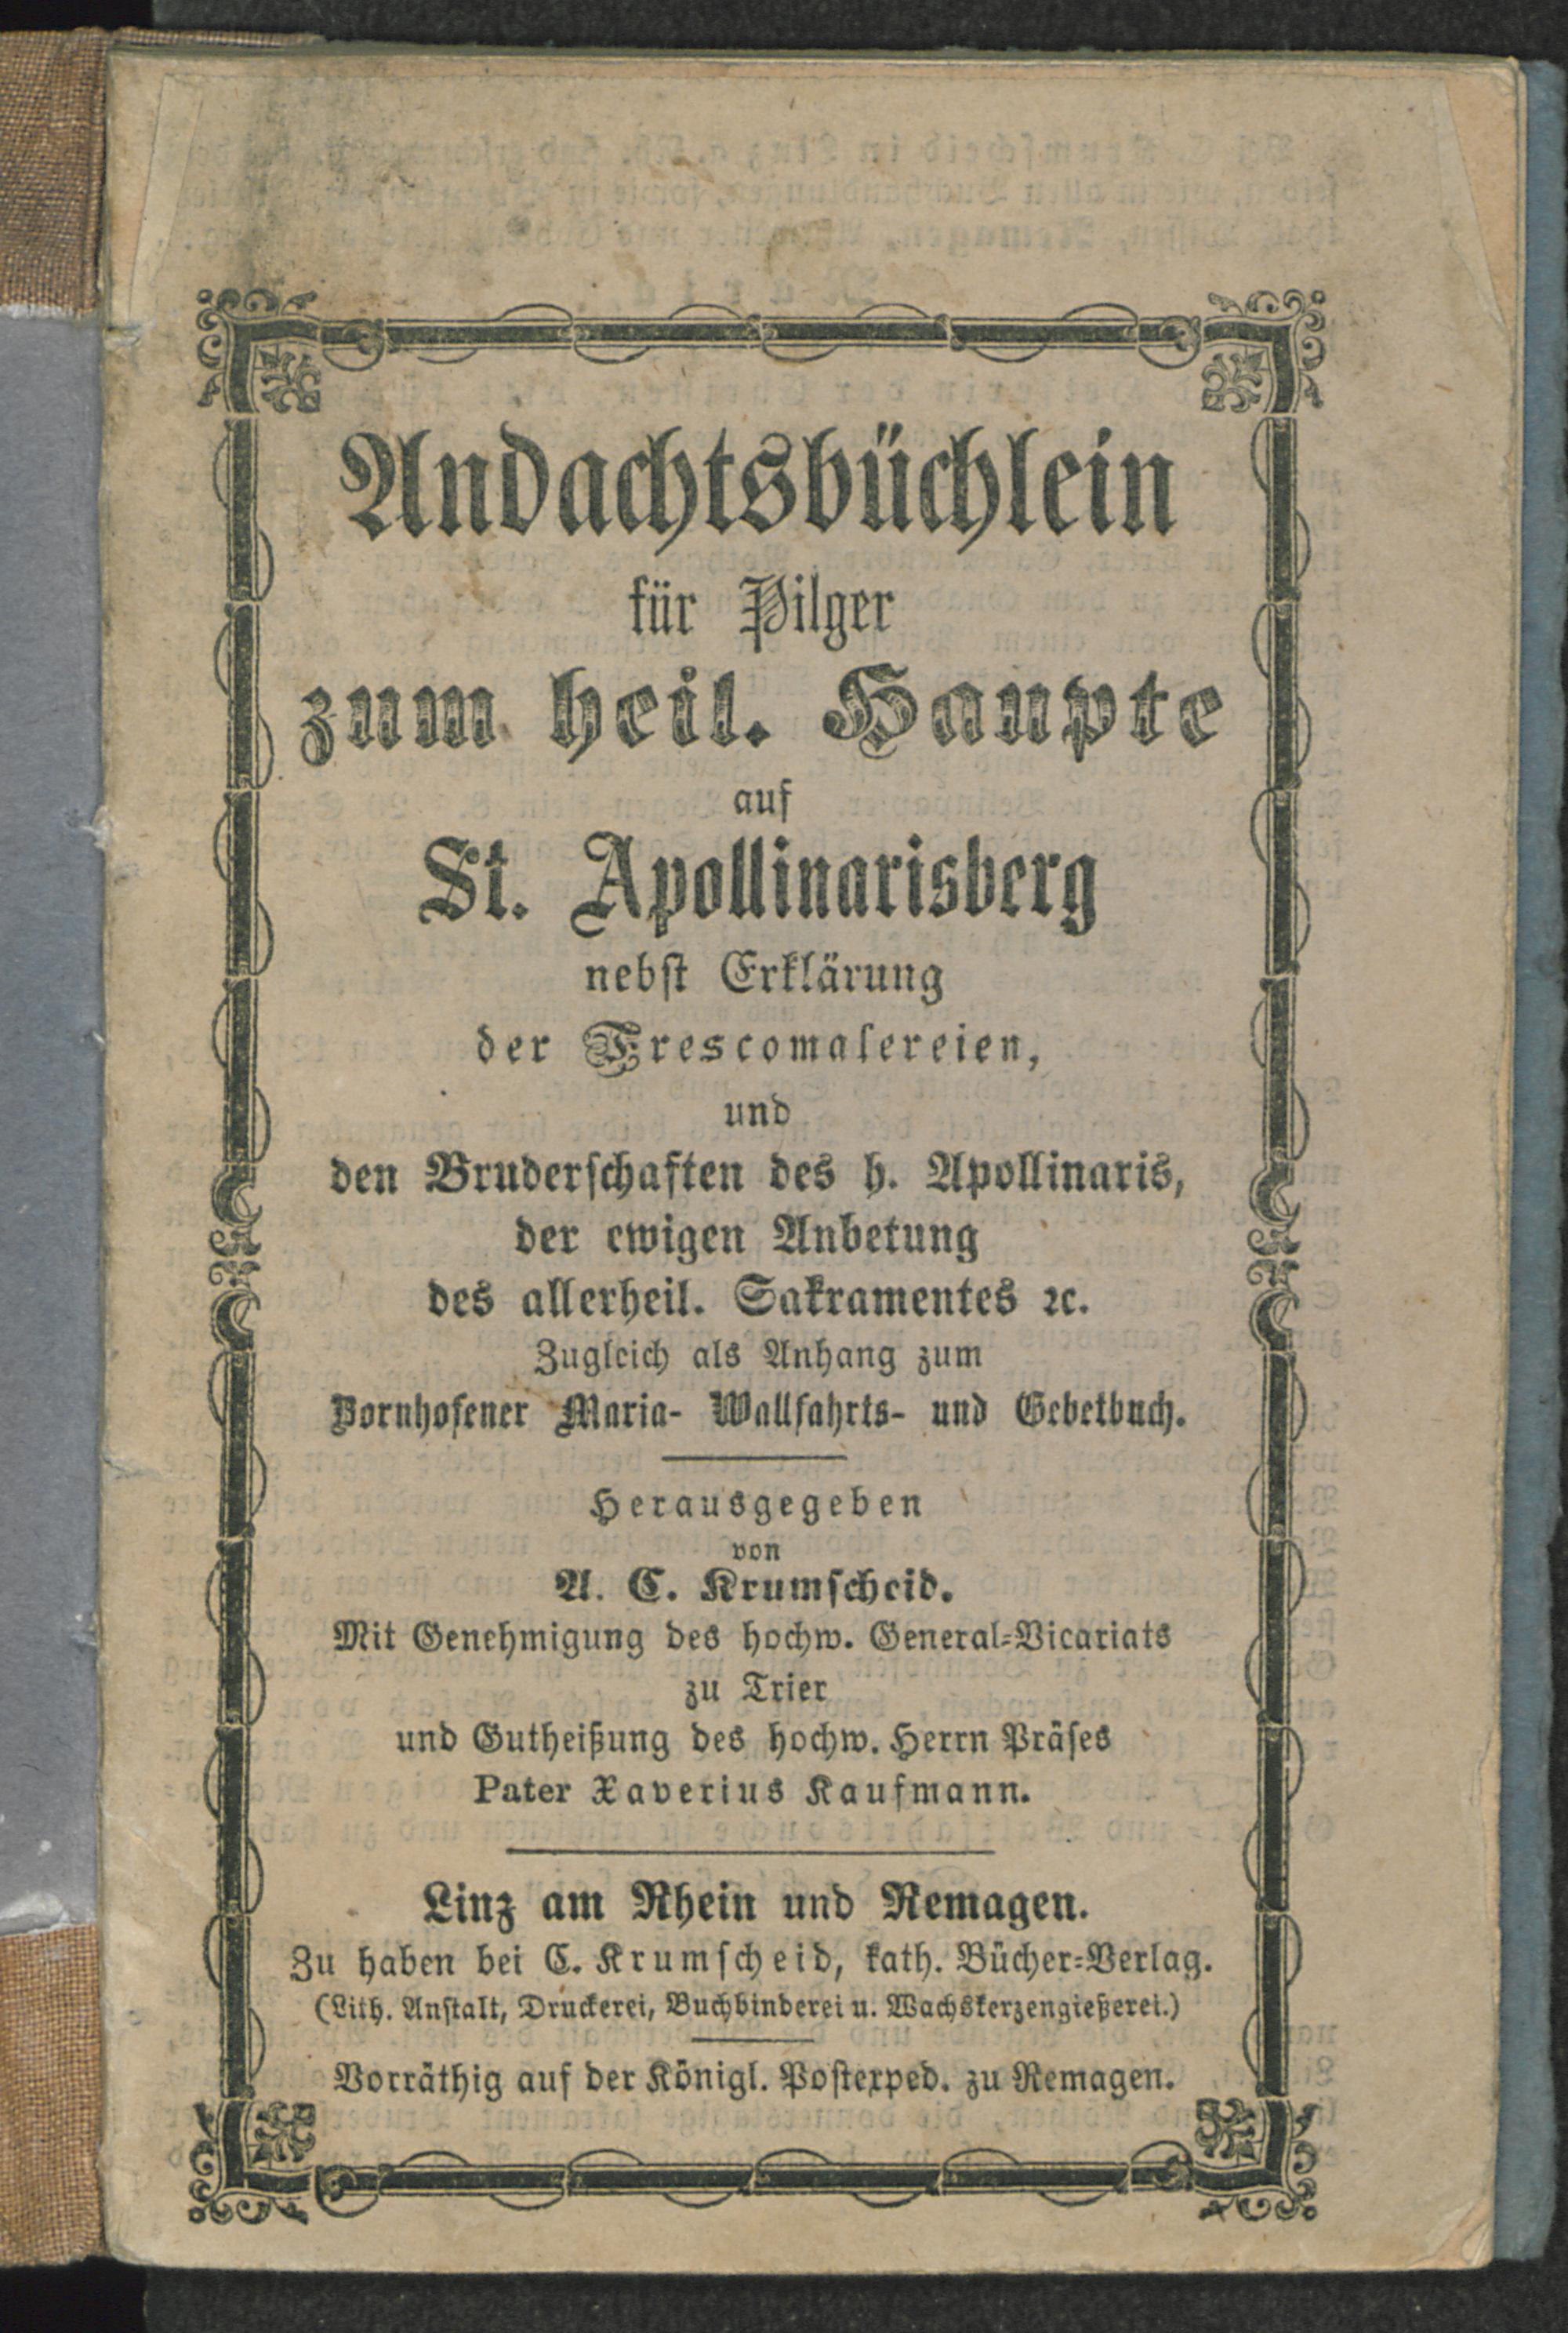 Andachtsbüchlein
für Pilger
zum heil. Haupte
auf
St. Apollinarisberg
nebst Erklärung
der Frescomalereien,
und
den Bruderschaften des h. Apollinaris,
der ewigen Anbetung
des allerheil. Sakramentes ꝛc.
Zugleich als Anhang zum
Bornhofener Maria- Wallfahrts- und Gebetbuch.
Herausgegeben
von
A. C. Krumscheid.
Mit Genehmigung des hochw. General-Vicariats
zu Trier
und Gutheißung des hochw. Herrn Präses
Pater Xaverius Kaufmann.
Linz am Rhein und Remagen.
Zu haben bei C. Krumscheid, kath. Bücher-Verlag.
(Lith. Anstalt, Druckerei, Buchbinderei u. Wachskerzengießerei.)
Vorräthig auf der Königl. Postexped. zu Remagen.